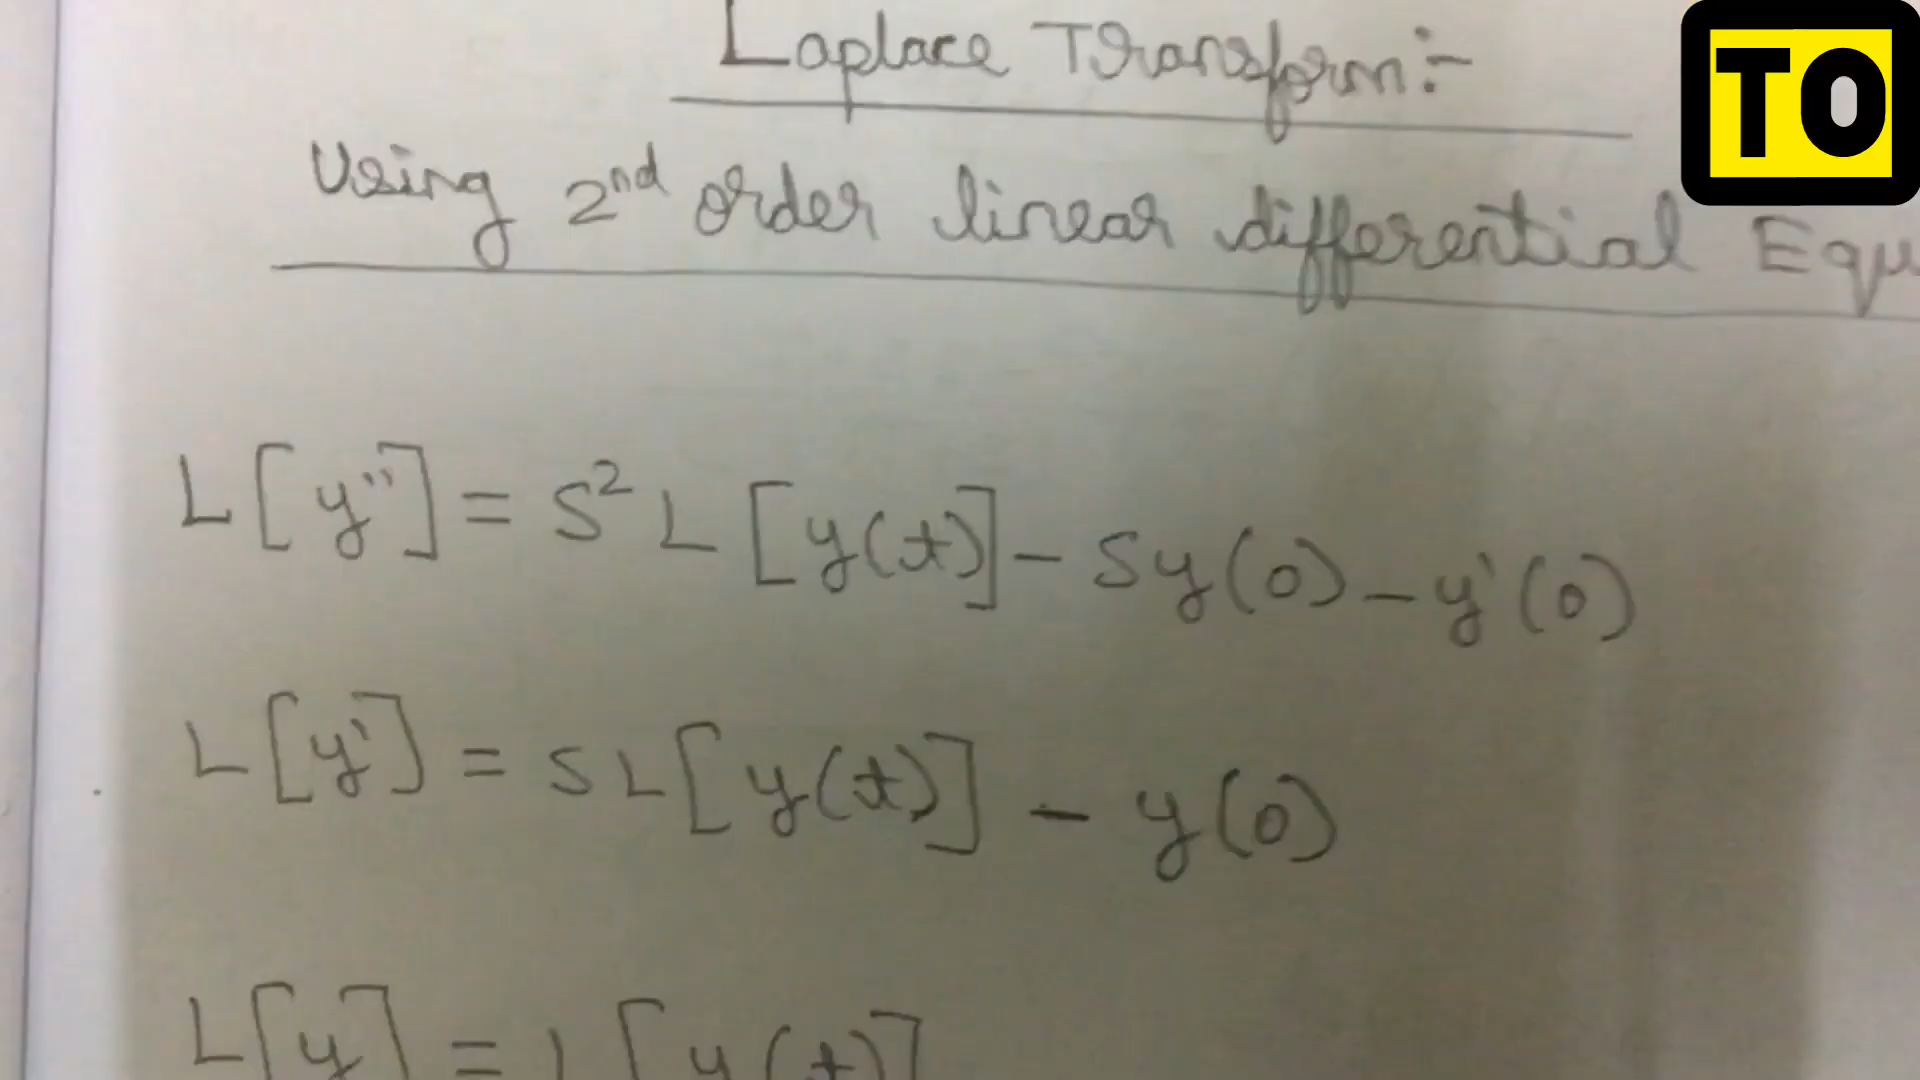 Laplace Transform:-
TO
Using 2nd order linear differential Equ
L[y''] = S² L [y(t)] - Sy(0) - y'(0)
L[y'] = SL[y(t)] - y(0)
L[y] = L[y(t)]